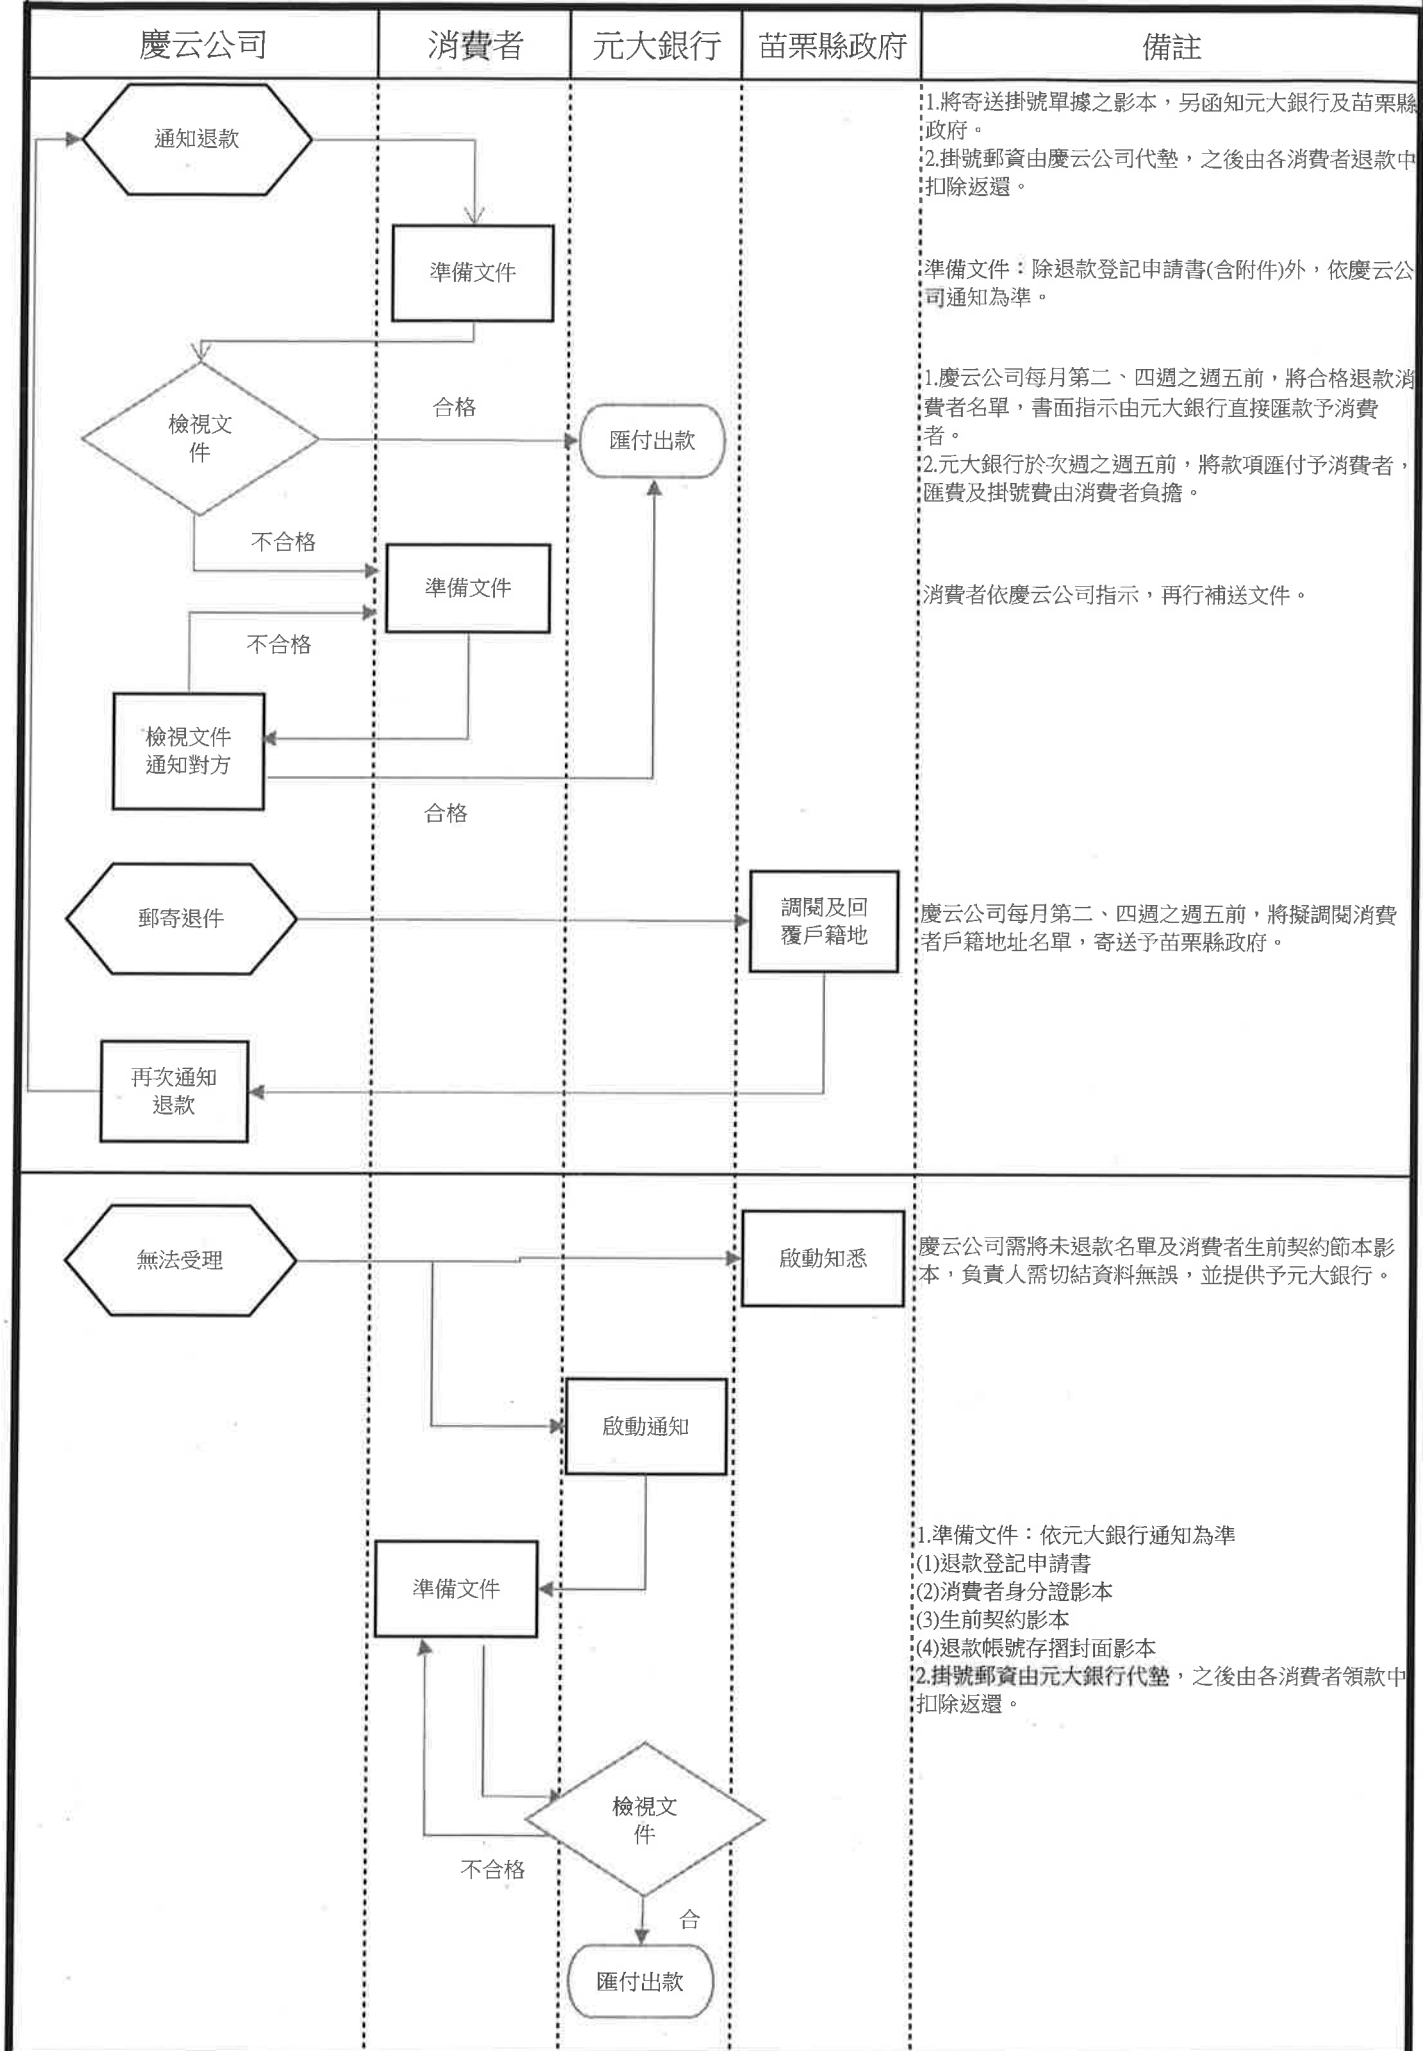 慶云公司
消費者
元大銀行
苗栗縣政府
備註
通知退款
1.將寄送掛號單據之影本，另函知元大銀行及苗栗縣
政府。
2.掛號郵資由慶云公司代墊，之後由各消費者退款中
扣除返還。
準備文件
準備文件：除退款登記申請書(含附件)外，依慶云公
司通知為準。
檢視文
件
合格
匯付出款
1.慶云公司每月第二、四週之週五前，將合格退款消
費者名單，書面指示由元大銀行直接匯款予消費
者。
2.元大銀行於次週之週五前，將款項匯付予消費者，
匯費及掛號費由消費者負擔。
不合格
準備文件
消費者依慶云公司指示，再行補送文件。
不合格
檢視文件
通知對方
合格
郵寄退件
調閱及回
覆戶籍地
慶云公司每月第二、四週之週五前，將擬調閱消費
者戶籍地址名單，寄送予苗栗縣政府。
再次通知
退款
無法受理
啟動知悉
慶云公司需將未退款名單及消費者生前契約節本影
本，負責人需切結資料無誤，並提供予元大銀行。
啟動通知
準備文件
1.準備文件：依元大銀行通知為準
(1)退款登記申請書
(2)消費者身分證影本
(3)生前契約影本
(4)退款帳號存摺封面影本
2.掛號郵資由元大銀行代墊，之後由各消費者領款中
扣除返還。
檢視文
件
不合格
合
匯付出款